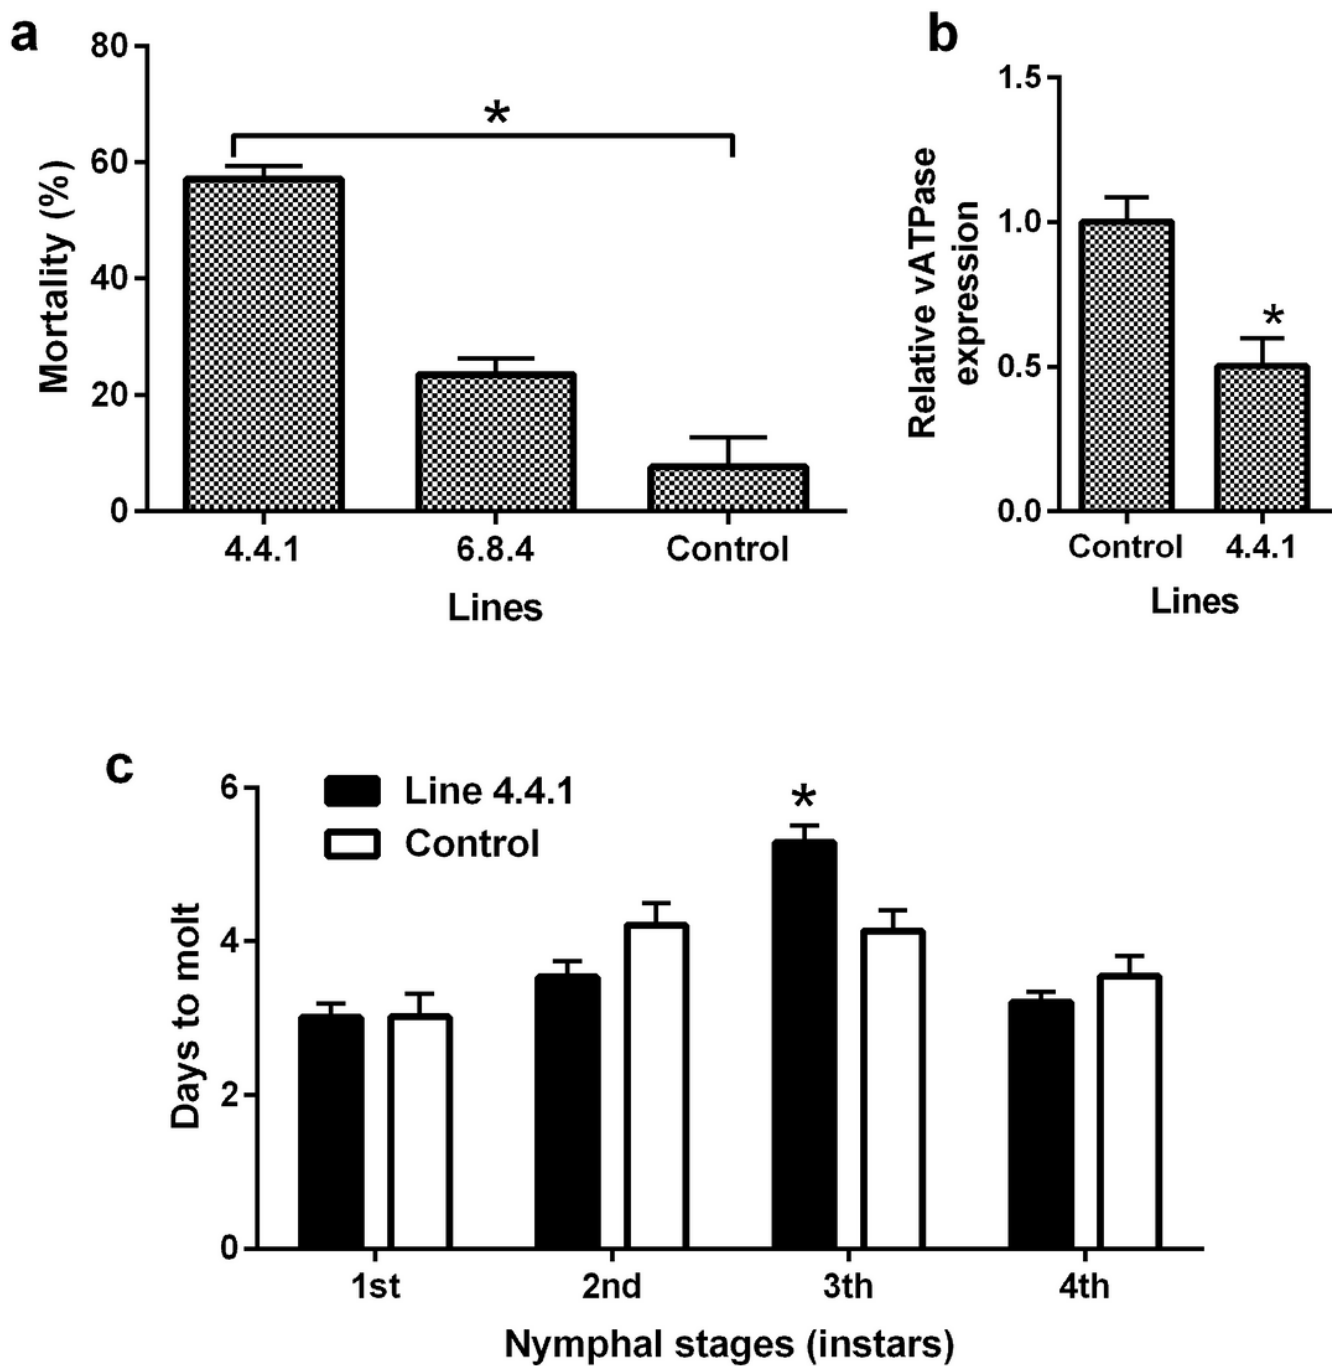 a
80
60
40
20
0
Mortality (%)
*
4.4.1 6.8.4 Control
Lines
b
1.5
1.0
0.5
0.0
Relative vATPase
expression
*
Control 4.4.1
Lines
c
Line 4.4.1
Control
6
4
2
0
Days to molt
*
1st 2nd 3th 4th
Nymphal stages (instars)